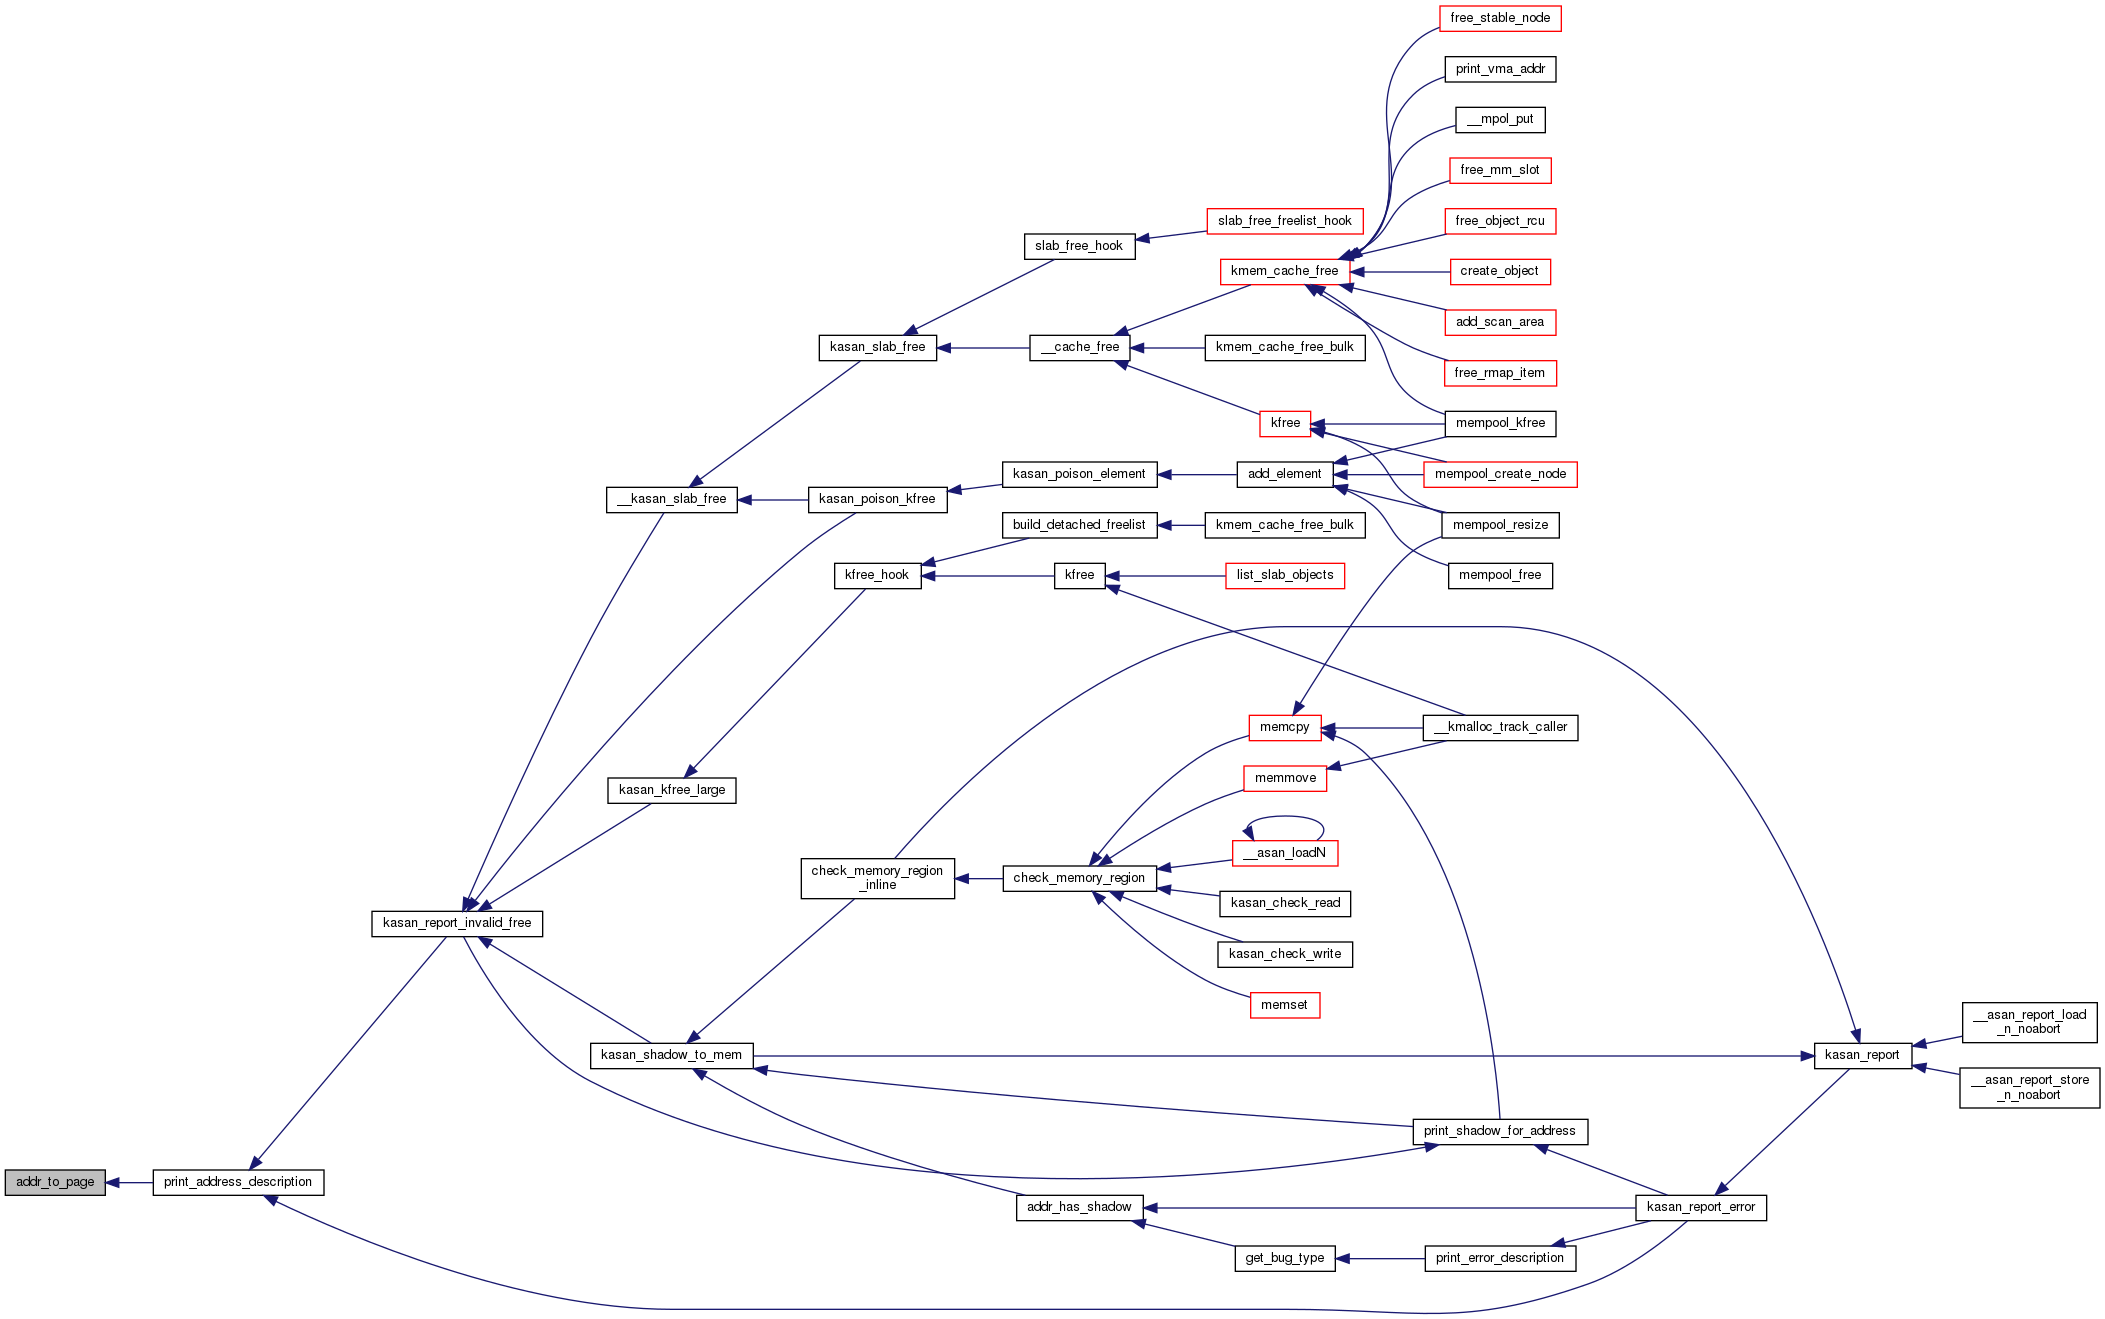 free_stable_node
print_vma_addr
__mpol_put
free_mm_slot
slab_free_freelist_hook
free_object_rcu
slab_free_hook
kmem_cache_free
create_object
add_scan_area
kasan_slab_free
__cache_free
kmem_cache_free_bulk
free_rmap_item
kfree
mempool_kfree
kasan_poison_element
add_element
mempool_create_node
__kasan_slab_free
kasan_poison_kfree
build_detached_freelist
kmem_cache_free_bulk
mempool_resize
kfree_hook
kfree
list_slab_objects
mempool_free
memcpy
__kmalloc_track_caller
memmove
kasan_kfree_large
__asan_loadN
check_memory_region
_inline
check_memory_region
kasan_check_read
kasan_report_invalid_free
kasan_check_write
memset
__asan_report_load
_n_noabort
kasan_shadow_to_mem
kasan_report
__asan_report_store
_n_noabort
print_shadow_for_address
addr_to_page
print_address_description
addr_has_shadow
kasan_report_error
get_bug_type
print_error_description